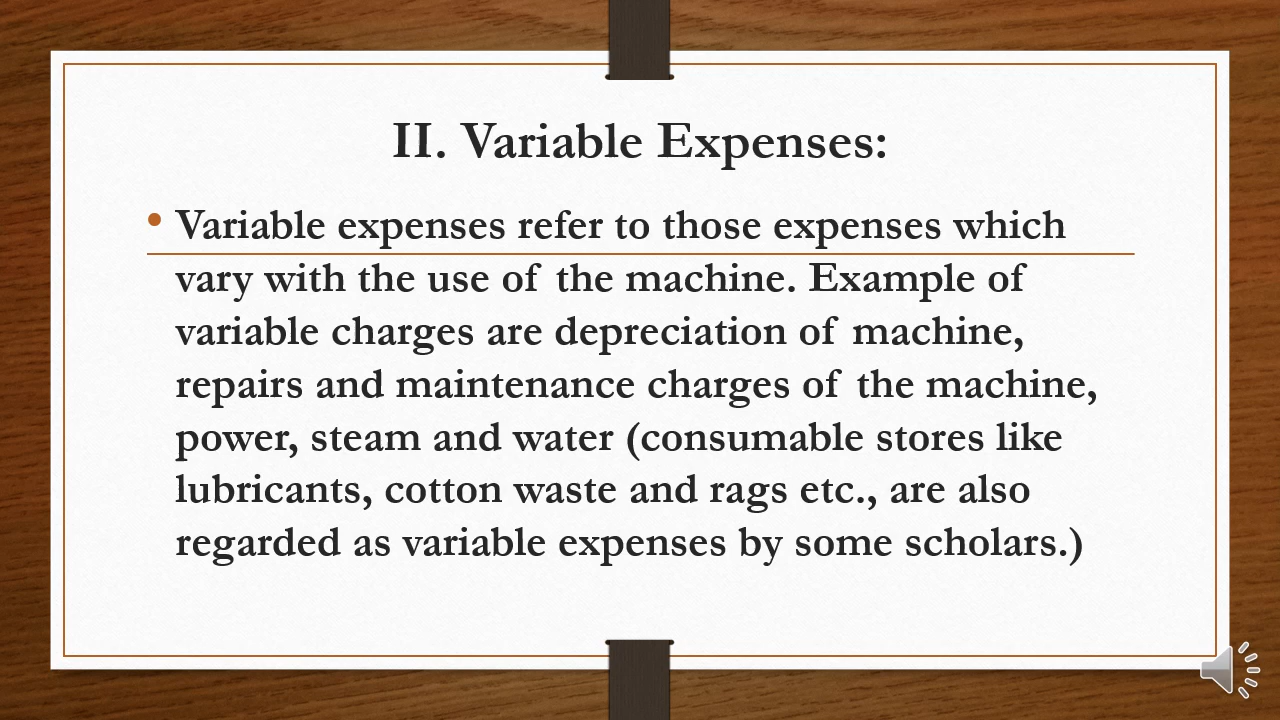 II. Variable Expenses:
• Variable expenses refer to those expenses which
vary with the use of the machine. Example of
variable charges are depreciation of machine,
repairs and maintenance charges of the machine,
power, steam and water (consumable stores like
lubricants, cotton waste and rags etc., are also
regarded as variable expenses by some scholars.)